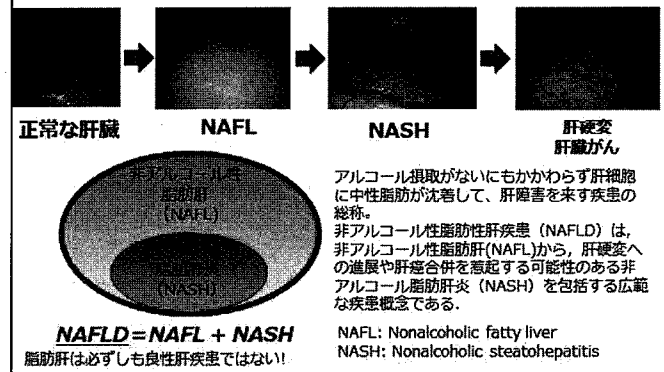 正常な肝臓
NAFL
NASH
肝硬変
肝臓がん
非アルコール性
脂肪肝
(NAFL)
(NASH)
NAFLD=NAFL + NASH
脂肪肝は必ずしも良性肝疾患ではない!
アルコール摂取がないにもかかわらず肝細胞
に中性脂肪が沈着して、肝障害を来す疾患の
総称。
非アルコール性脂肪性肝疾患（NAFLD）は,
非アルコール性脂肪肝(NAFL)から，肝硬変へ
の進展や肝癌合併を惹起する可能性のある非
アルコール脂肪肝炎（NASH）を包括する広範
な疾患概念である.
NAFL: Nonalcoholic fatty liver
NASH: Nonalcoholic steatohepatitis